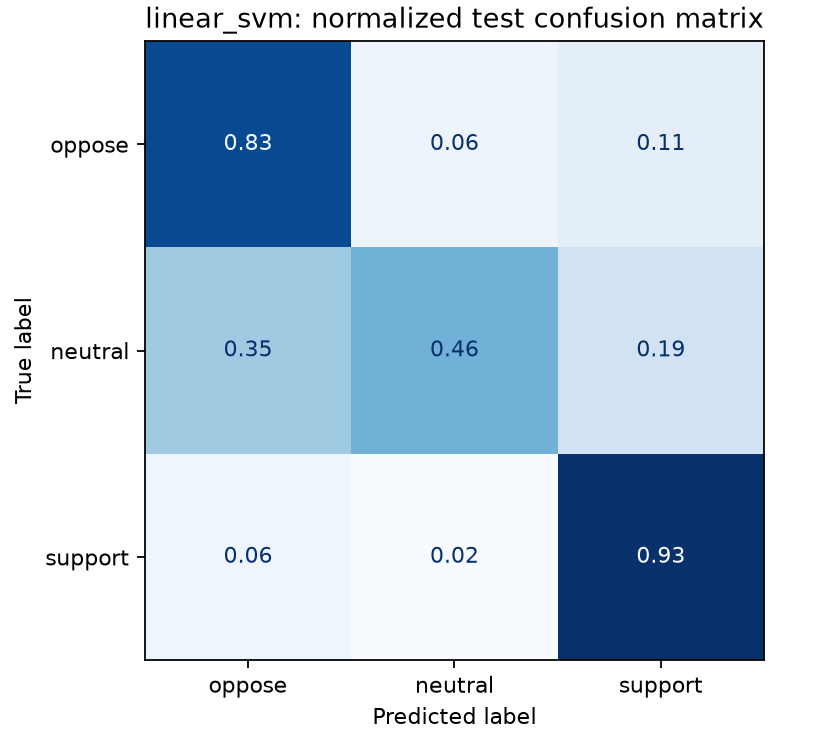 linear_svm: normalized test confusion matrix
True label
oppose
0.83 0.06 0.11
neutral
0.35 0.46 0.19
support
0.06 0.02 0.93
oppose neutral support
Predicted label